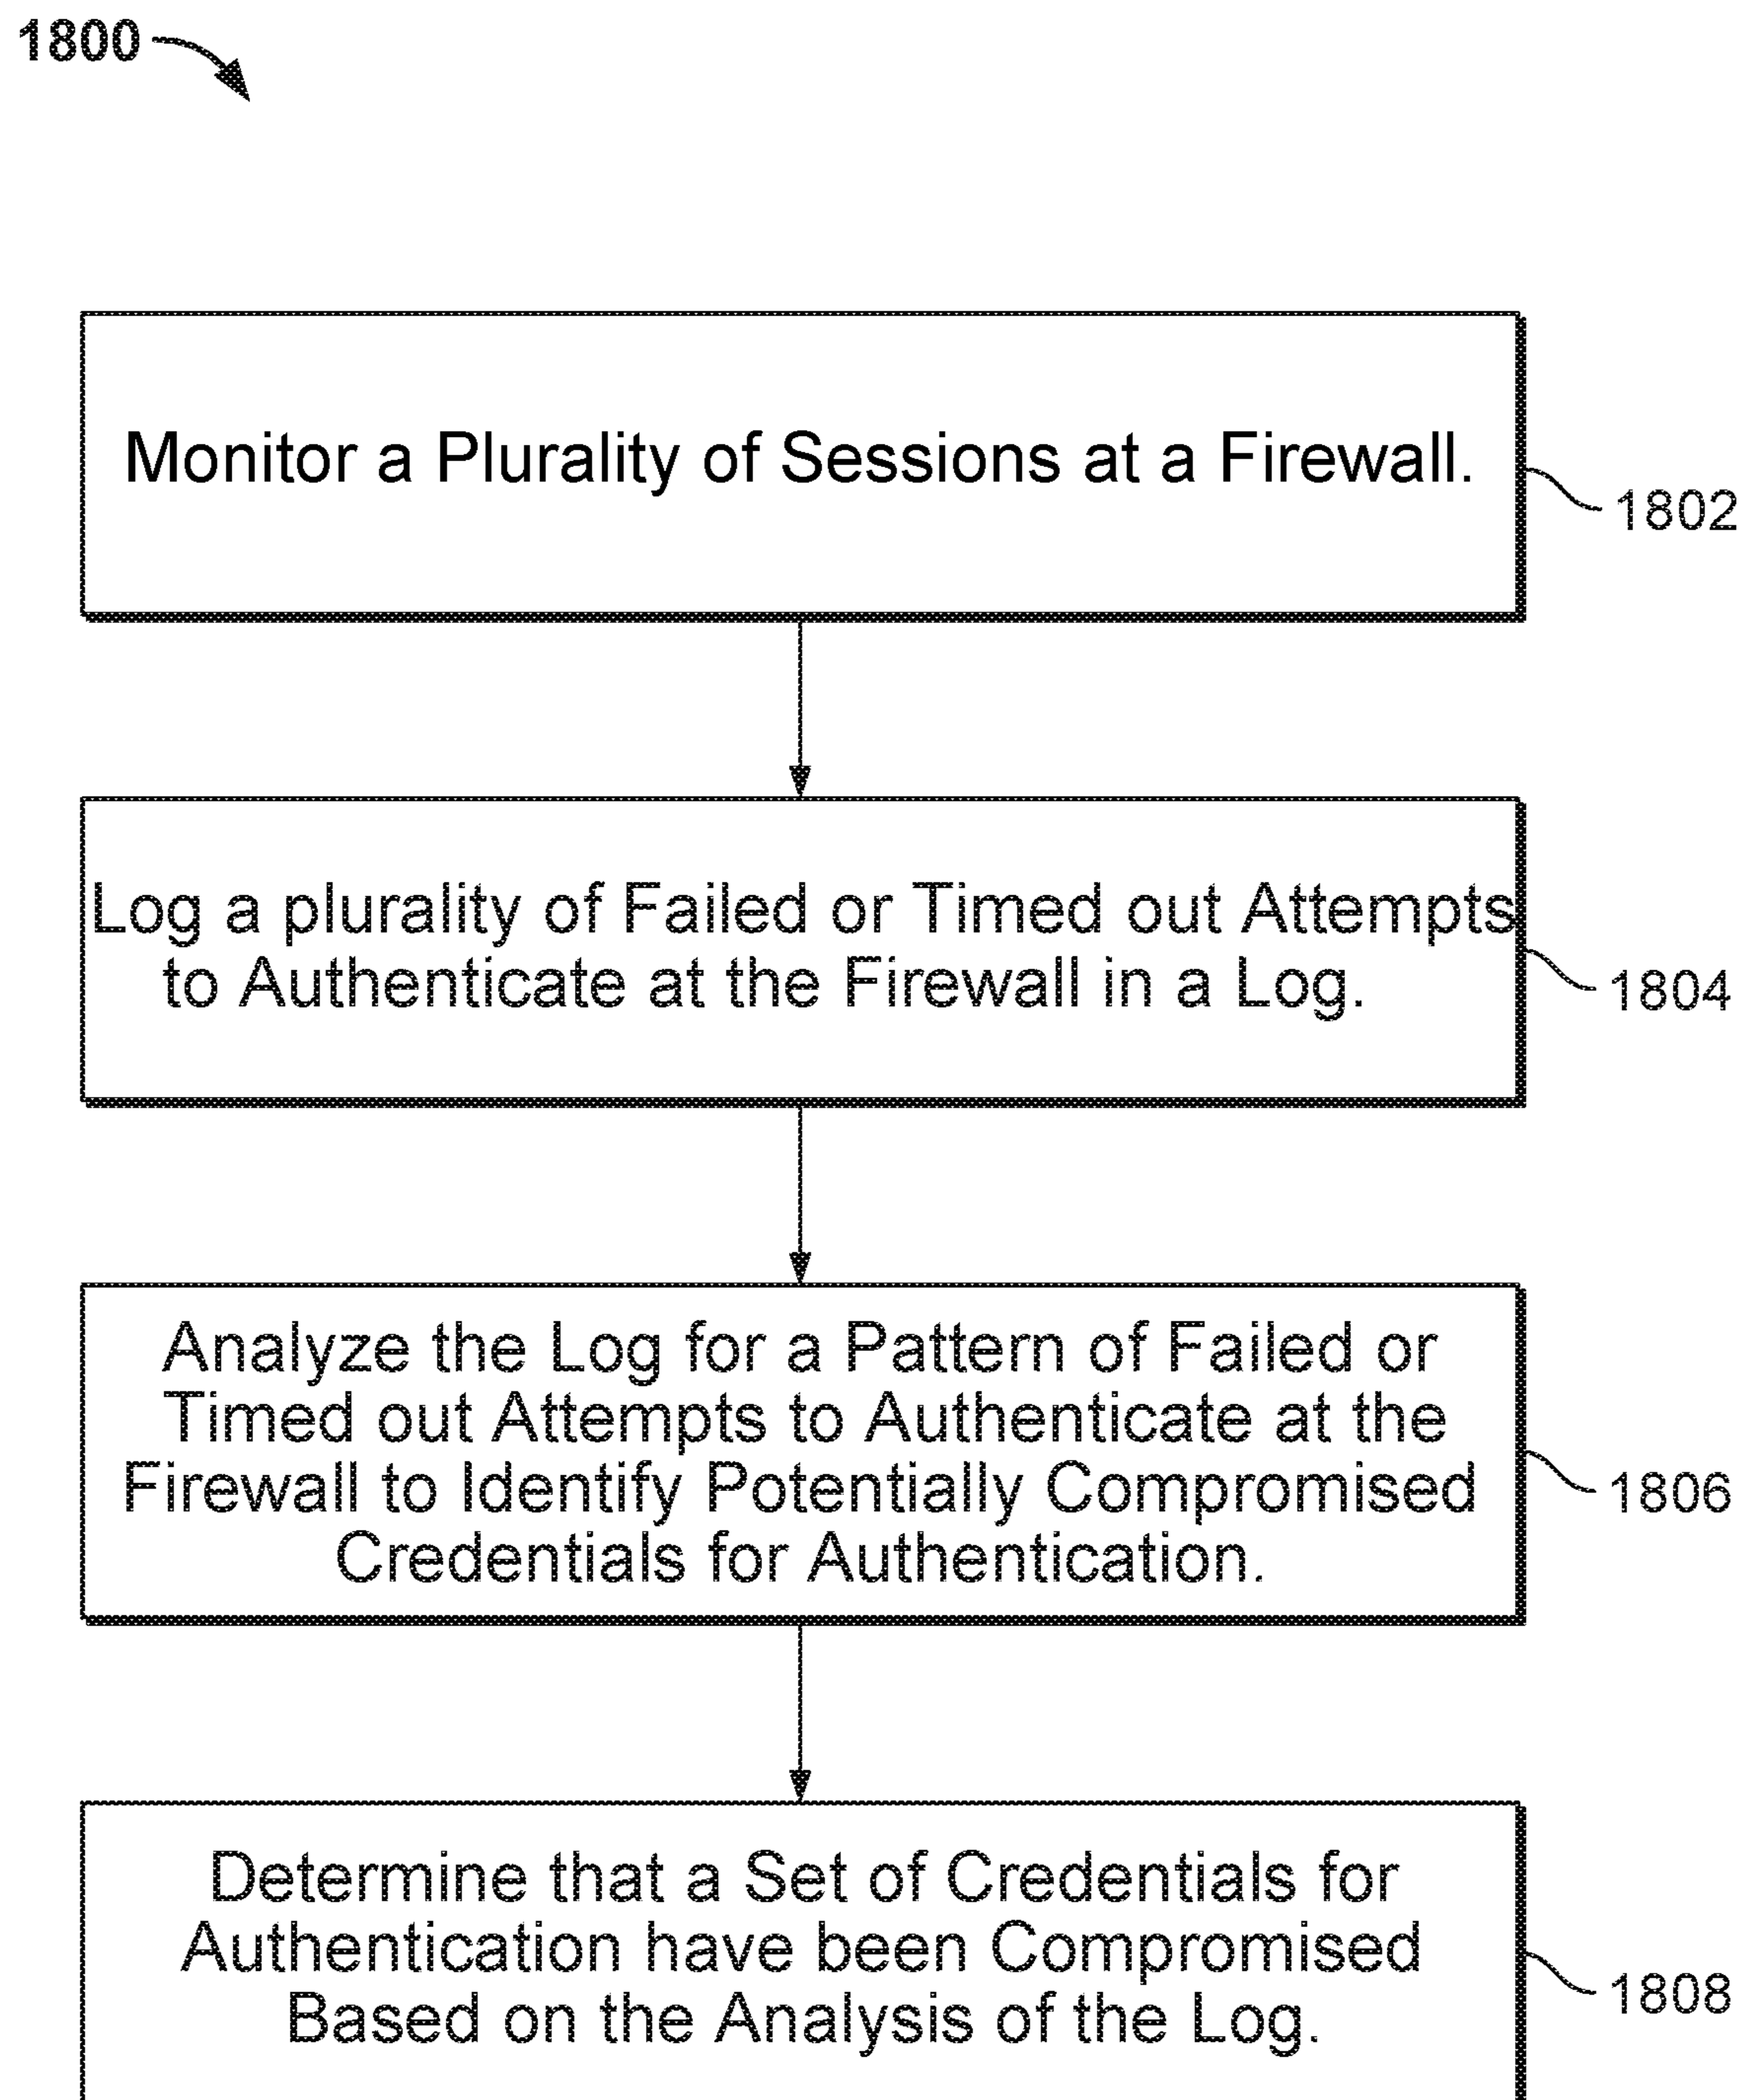 1800
Monitor a Plurality of Sessions at a Firewall.
1802
Log a plurality of Failed or Timed out Attempts
to Authenticate at the Firewall in a Log.
1804
Analyze the Log for a Pattern of Failed or
Timed out Attempts to Authenticate at the
Firewall to Identify Potentially Compromised
Credentials for Authentication.
1806
Determine that a Set of Credentials for
Authentication have been Compromised
Based on the Analysis of the Log.
1808